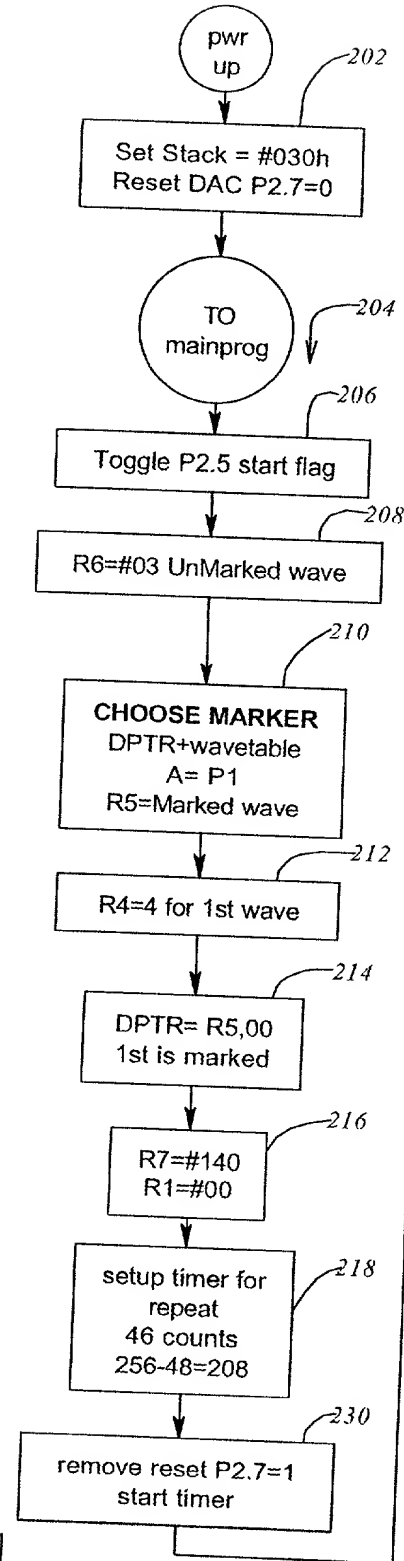 pwr
up
202
Set Stack = #030h
Reset DAC P2.7=0
TO
mainprog
204
206
Toggle P2.5 start flag
208
R6=#03 UnMarked wave
210
CHOOSE MARKER
DPTR+wavetable
A= P1
R5=Marked wave
212
R4=4 for 1st wave
214
DPTR= R5,00
1st is marked
216
R7=#140
R1=#00
218
setup timer for
repeat
46 counts
256-48=208
230
remove reset P2.7=1
start timer